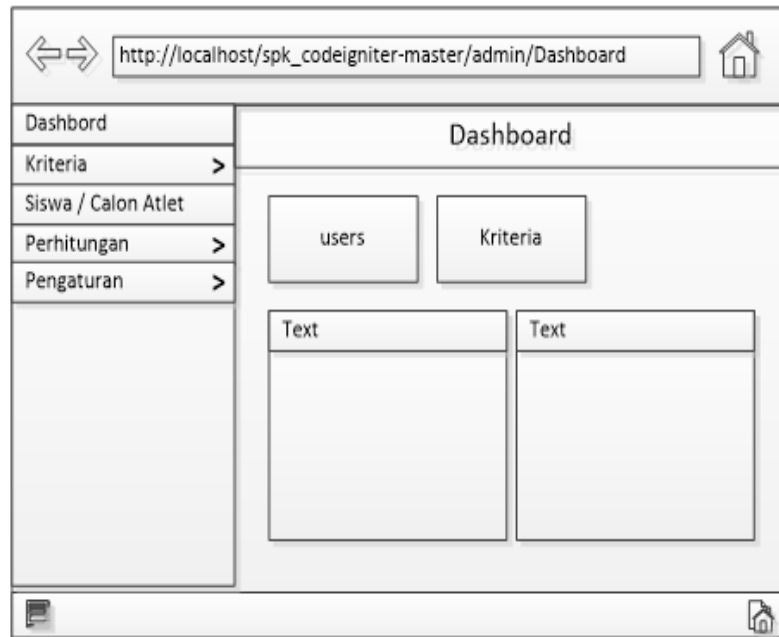 http://localhost/spk_codeigniter-master/admin/Dashboard
Dashbord
Kriteria >
Siswa / Calon Atlet
Perhitungan >
Pengaturan >
Dashboard
users
Kriteria
Text
Text